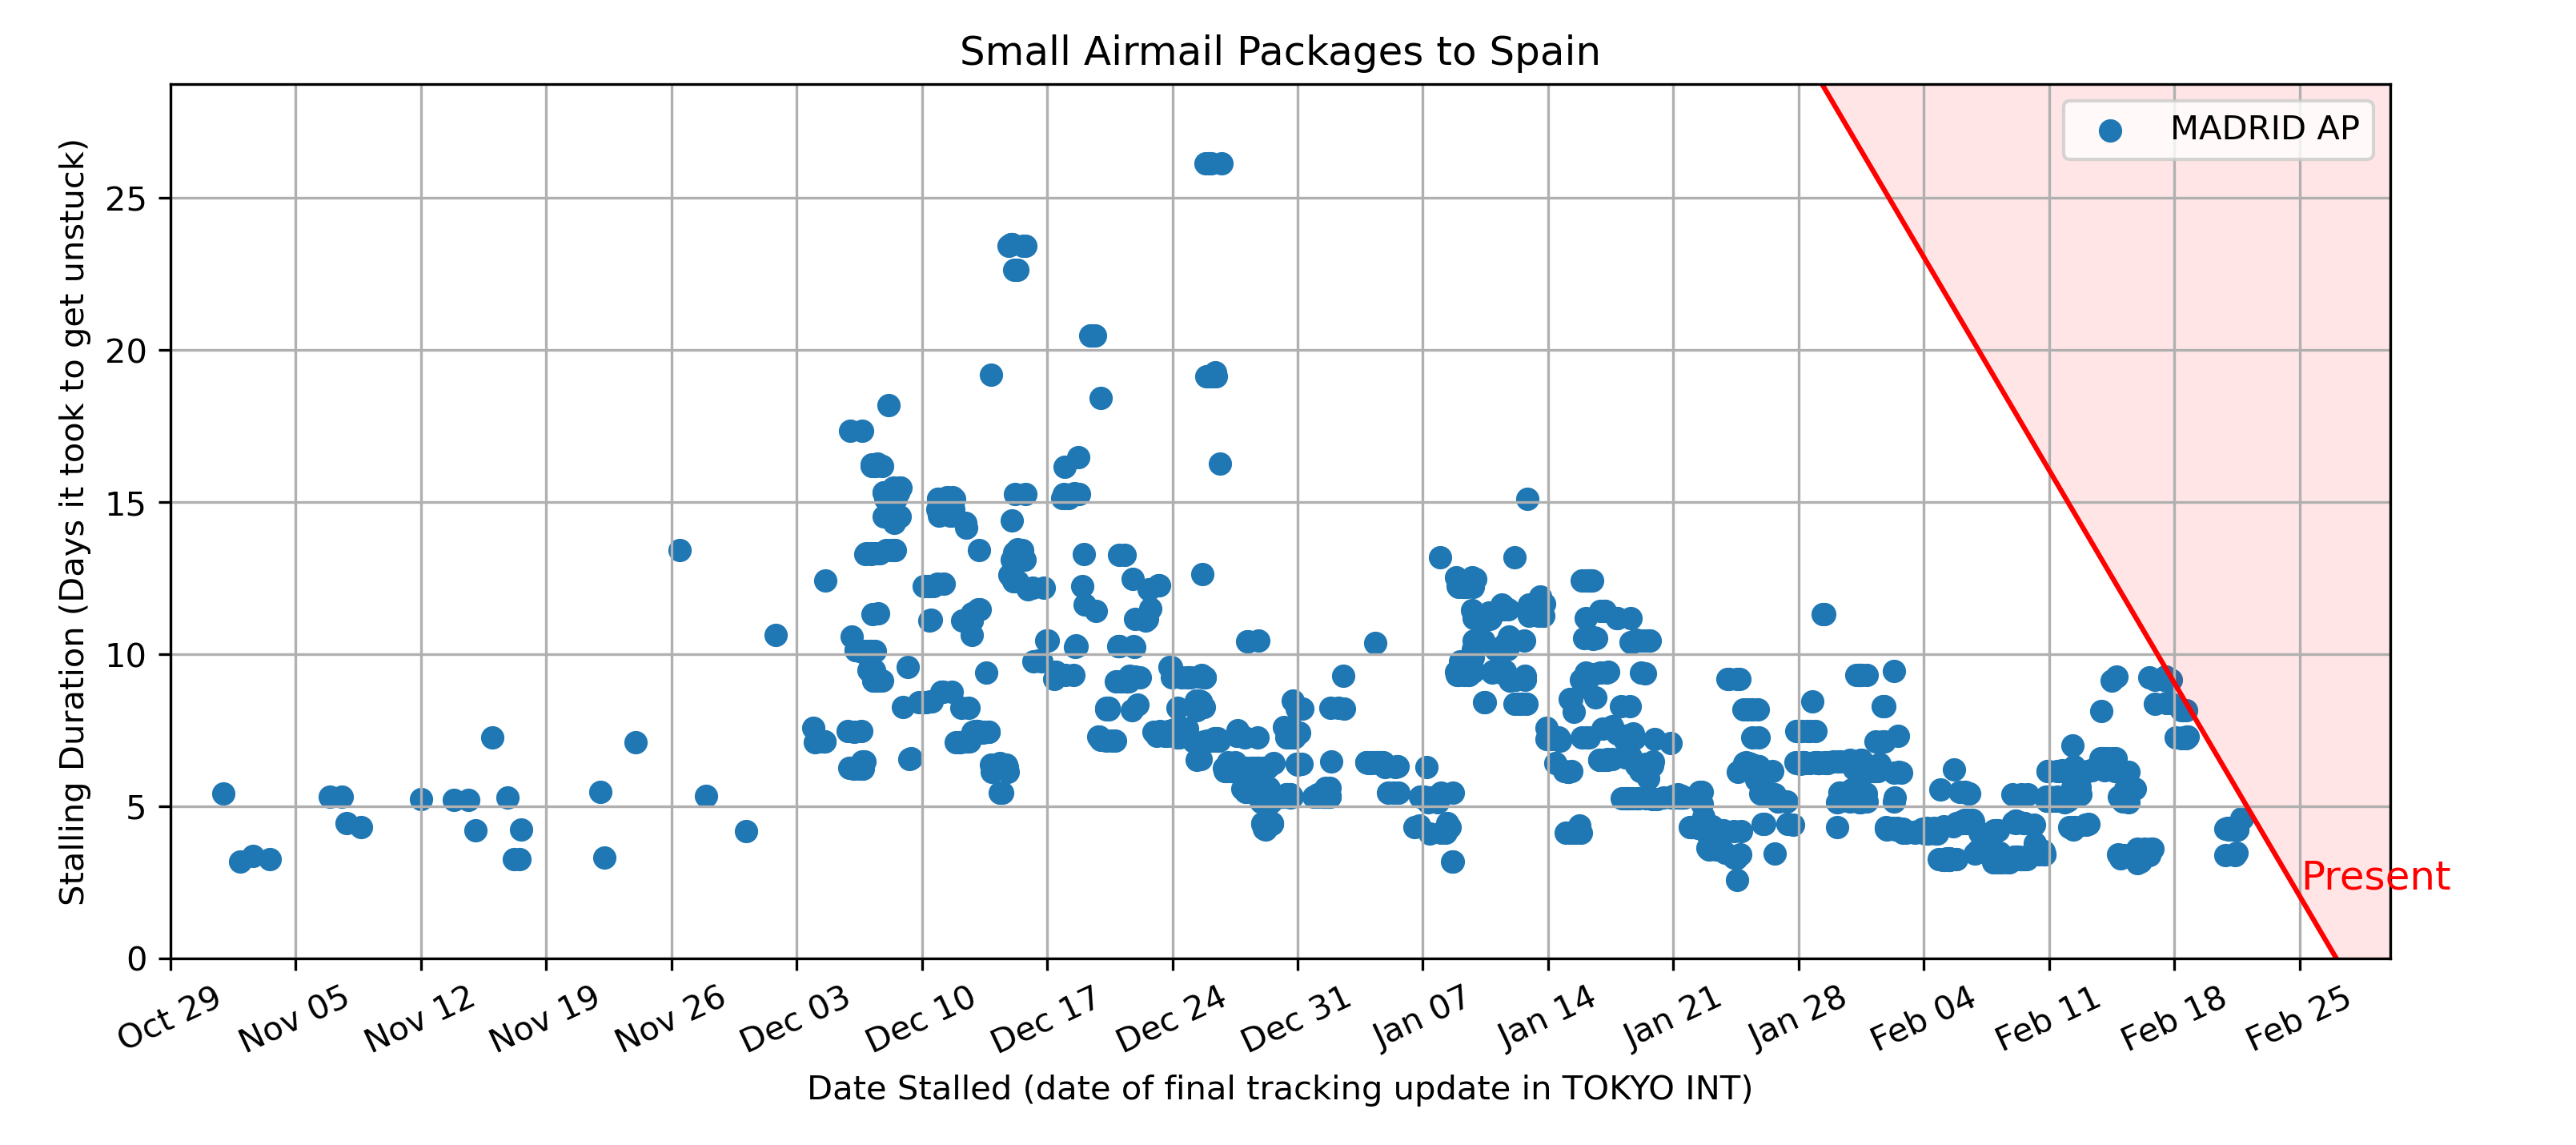 Small Airmail Packages to Spain
MADRID AP
Stalling Duration (Days it took to get unstuck)
25
20
15
10
5
0
Present
Oct 29
Nov 05
Nov 12
Nov 19
Nov 26
Dec 03
Dec 10
Dec 17
Dec 24
Dec 31
Jan 07
Jan 14
Jan 21
Jan 28
Feb 04
Feb 11
Feb 18
Feb 25
Date Stalled (date of final tracking update in TOKYO INT)